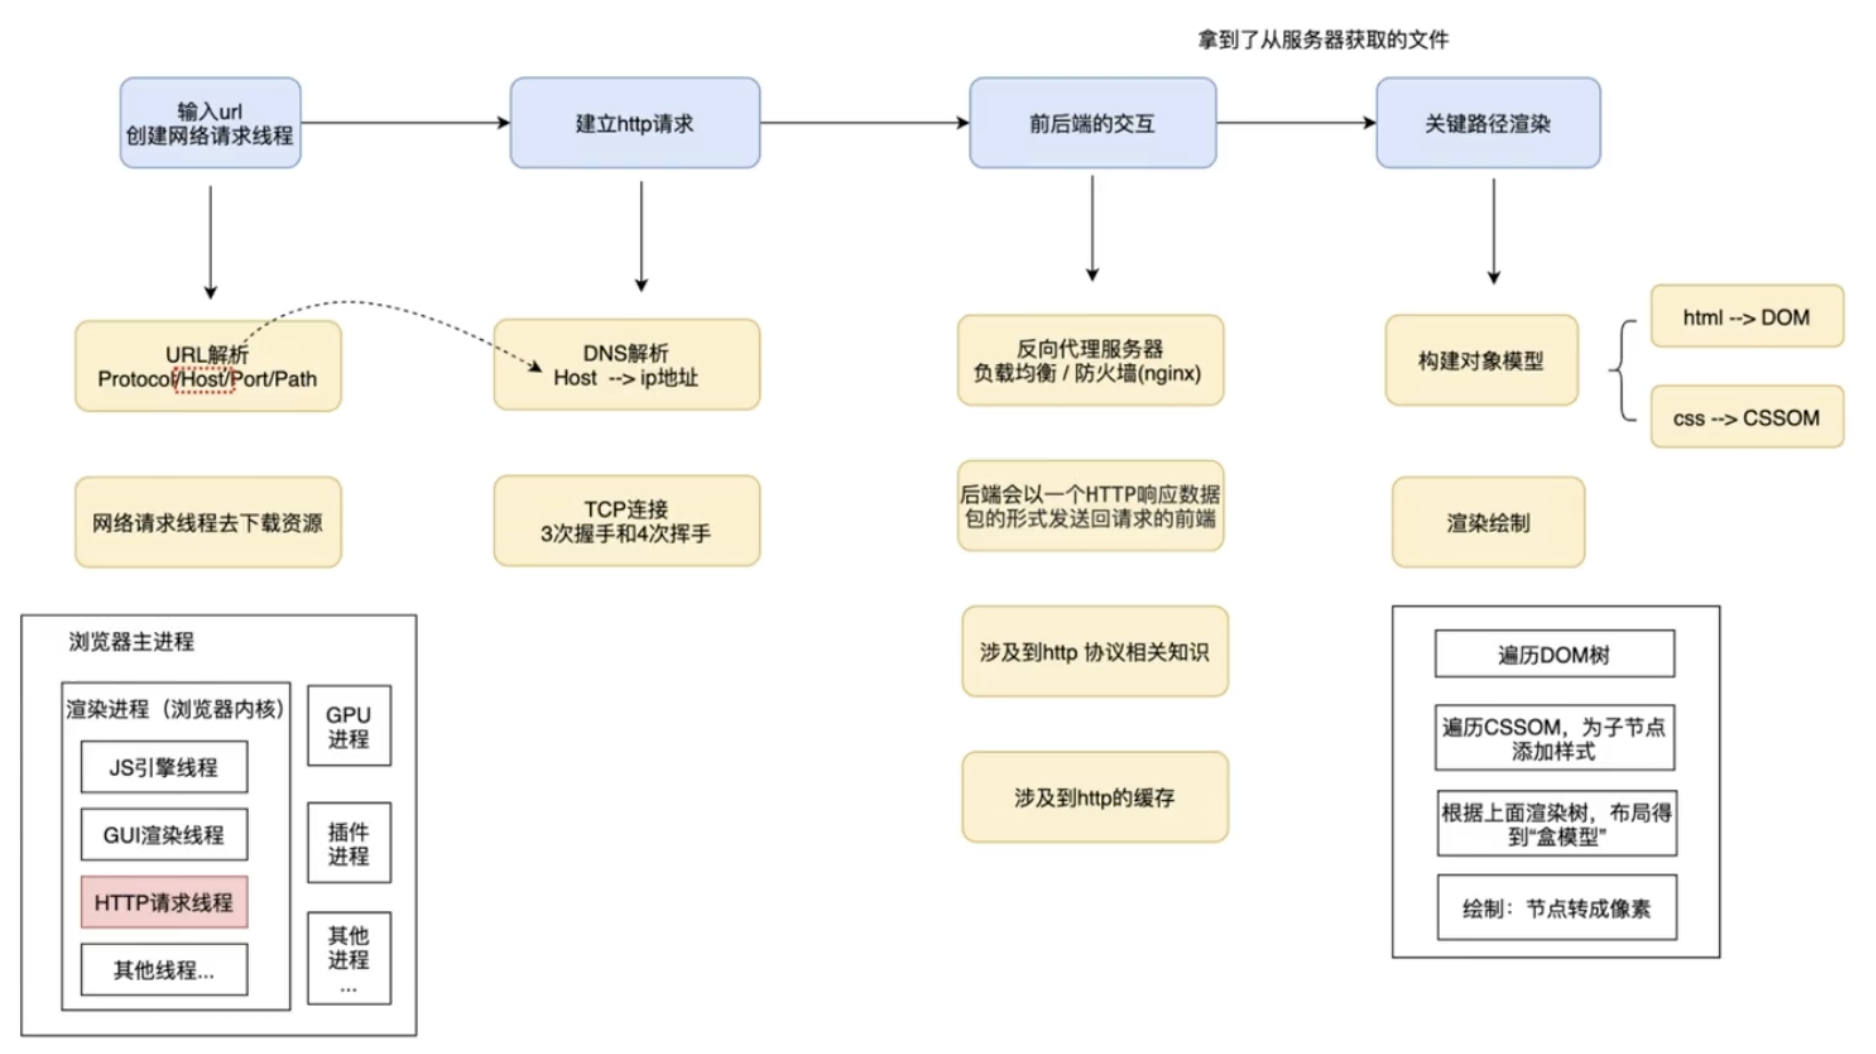 拿到了从服务器获取的文件
输入url
创建网络请求线程
建立http请求
前后端的交互
关键路径渲染
URL解析
Protocol/Host/Port/Path
网络请求线程去下载资源
DNS解析
Host --> ip地址
TCP连接
3次握手和4次挥手
反向代理服务器
负载均衡 / 防火墙(nginx)
后端会以一个HTTP响应数据
包的形式发送回请求的前端
涉及到http 协议相关知识
涉及到http的缓存
构建对象模型
html --> DOM
css --> CSSOM
渲染绘制
遍历DOM树
遍历CSSOM，为子节点
添加样式
根据上面渲染树，布局得
到“盒模型”
绘制：节点转成像素
浏览器主进程
渲染进程（浏览器内核）
JS引擎线程
GUI渲染线程
HTTP请求线程
其他线程...
GPU
进程
插件
进程
其他
进程
...